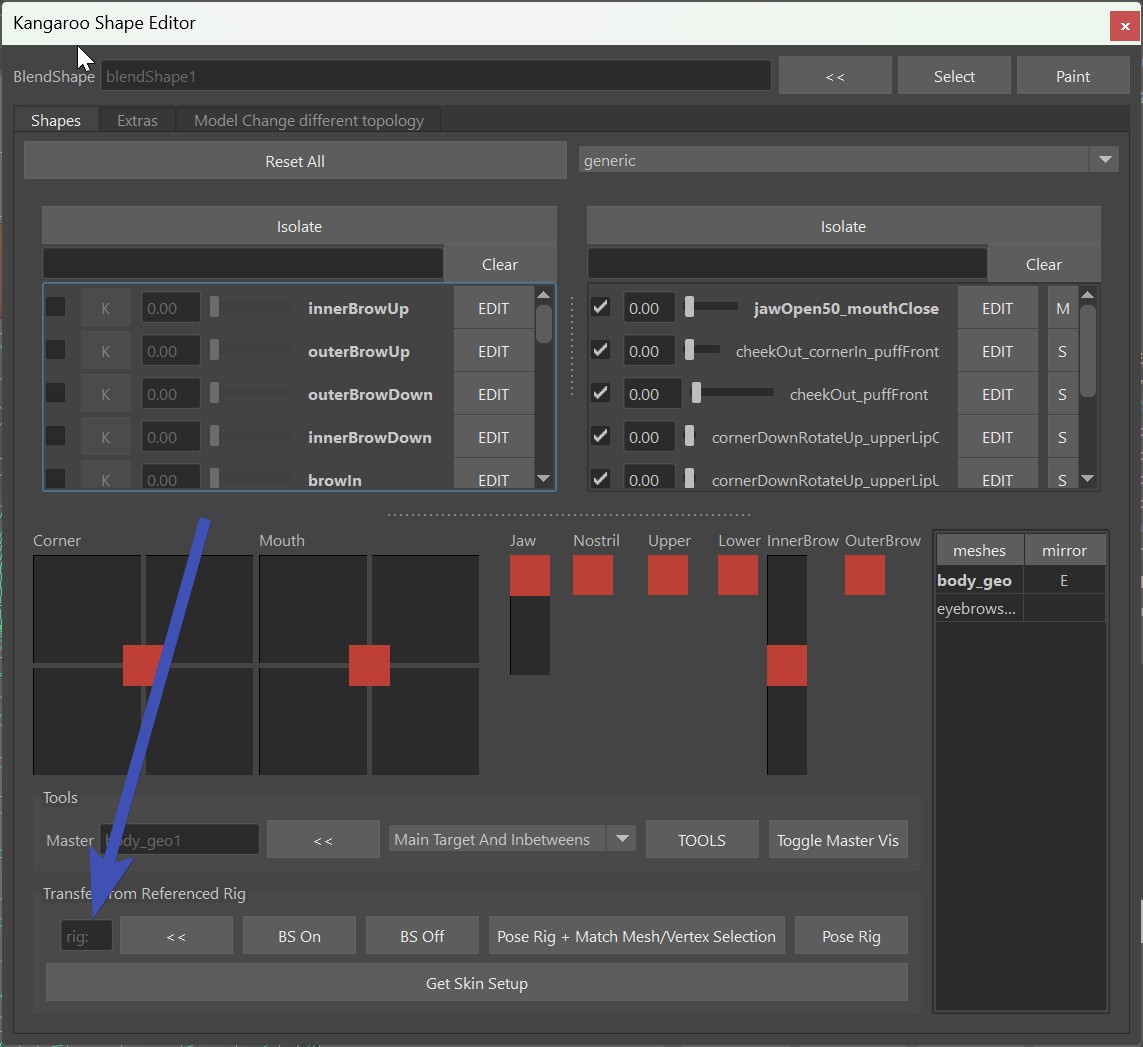 Kangaroo Shape Editor
×
BlendShape blendShape1 << Select Paint
Shapes Extras Model Change different topology
Reset All generic
Isolate Isolate
Clear Clear
K 0.00 innerBrowUp EDIT 0.00 jawOpen50_mouthClose EDIT M
K 0.00 outerBrowUp EDIT 0.00 cheekOut_cornerIn_puffFront EDIT S
K 0.00 outerBrowDown EDIT 0.00 cheekOut_puffFront EDIT S
K 0.00 innerBrowDown EDIT 0.00 cornerDownRotateUp_upperLipC EDIT S
K 0.00 browIn EDIT 0.00 cornerDownRotateUp_upperLipU EDIT S
Corner Mouth Jaw Nostril Upper Lower InnerBrow OuterBrow
meshes mirror
body_geo E
eyebrows...
Tools
Master body_geo1 << Main Target And Inbetweens TOOLS Toggle Master Vis
Transfer from Referenced Rig
rig: << BS On BS Off Pose Rig + Match Mesh/Vertex Selection Pose Rig
Get Skin Setup